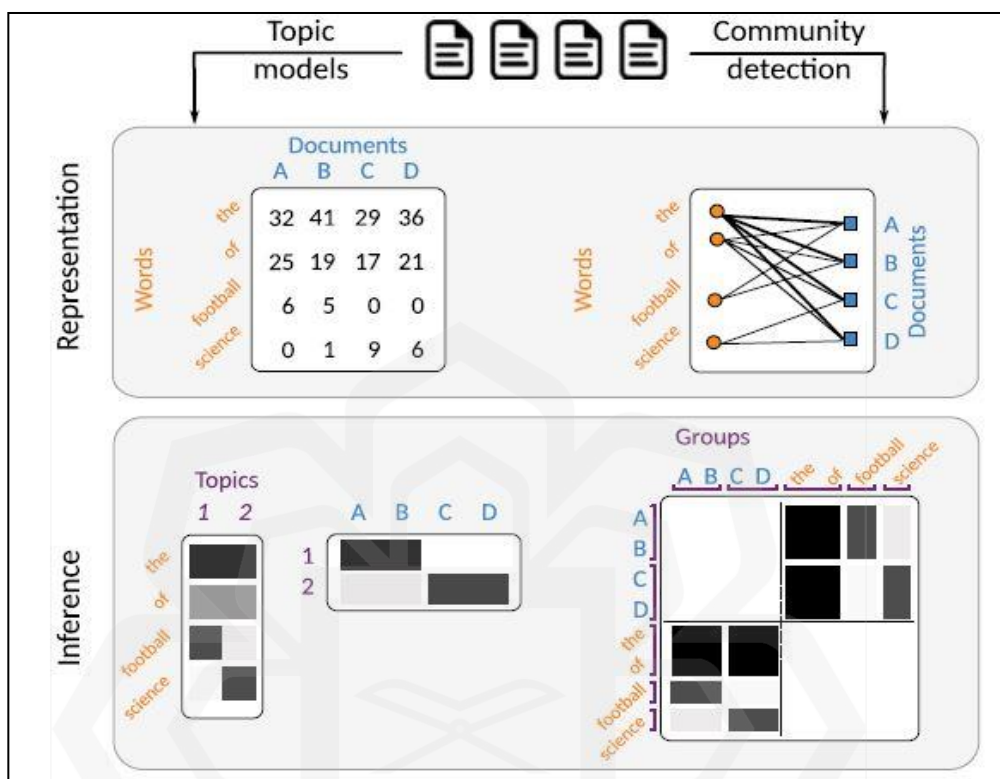 Topic
models
Community
detection
Representation
Documents
A B C D
Words
the
of
football
science
32 41 29 36
25 19 17 21
6 5 0 0
0 1 9 6
Words
the
of
football
science
A
B
C
D
Documents
Inference
Topics
1 2
the
of
football
science
A B C D
1
2
Groups
A B C D the of football science
A
B
C
D
the
of
football
science